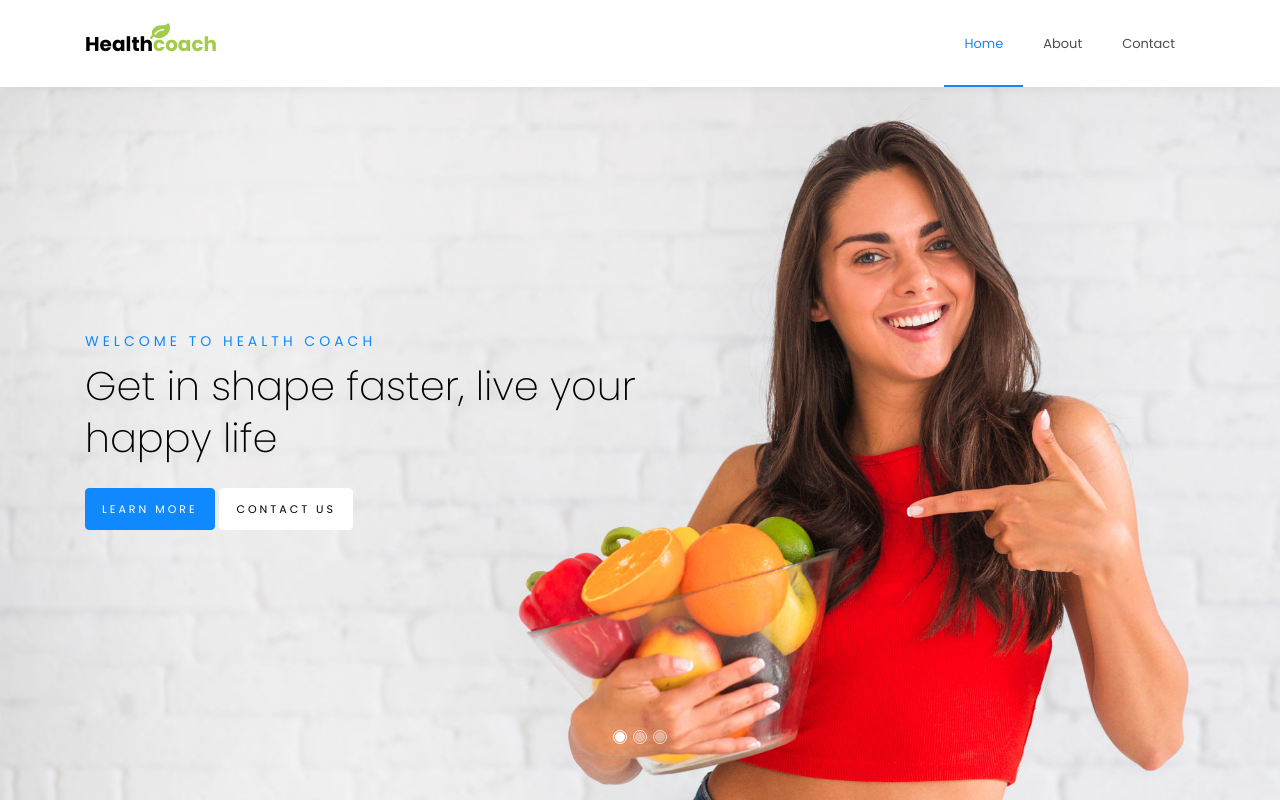 Healthcoach
Home
About
Contact
WELCOME TO HEALTH COACH
Get in shape faster, live your
happy life
LEARN MORE
CONTACT US